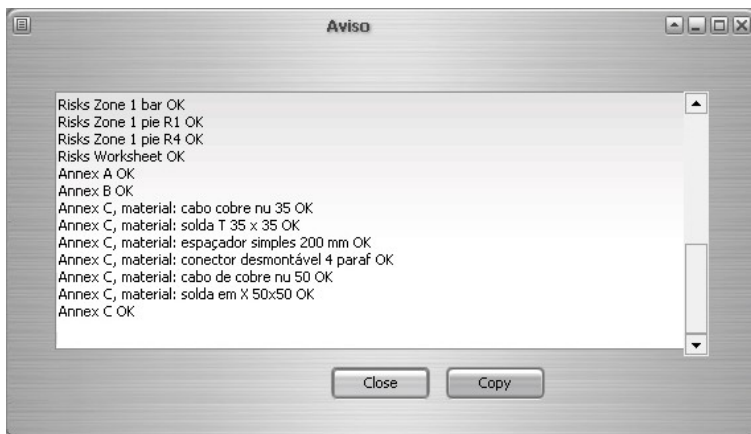 Aviso
Risks Zone 1 bar OK
Risks Zone 1 pie R1 OK
Risks Zone 1 pie R4 OK
Risks Worksheet OK
Annex A OK
Annex B OK
Annex C, material: cabo cobre nu 35 OK
Annex C, material: solda T 35 x 35 OK
Annex C, material: espaçador simples 200 mm OK
Annex C, material: conector desmontável 4 paraf OK
Annex C, material: cabo de cobre nu 50 OK
Annex C, material: solda em X 50x50 OK
Annex C OK
Close Copy